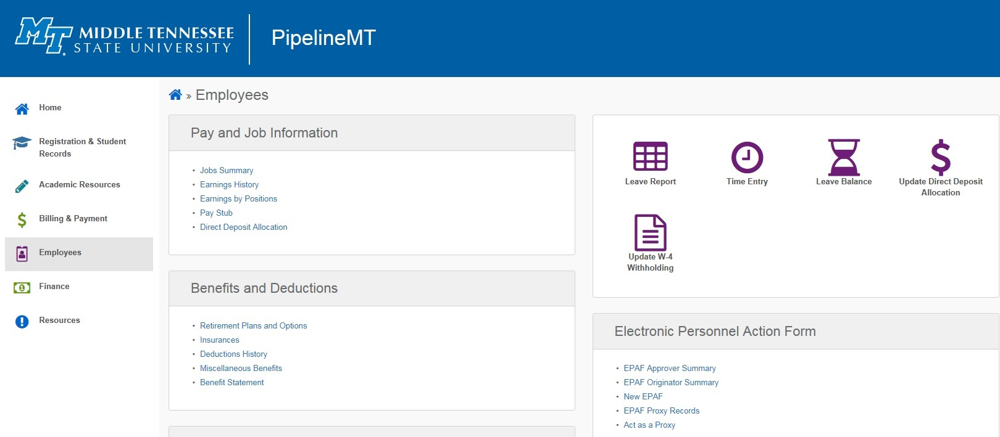 MT
MIDDLE TENNESSEE
STATE UNIVERSITY
®
PipelineMT
Home
Registration & Student
Records
Academic Resources
Billing & Payment
Employees
Finance
Resources
» Employees
Pay and Job Information
• Jobs Summary
• Earnings History
• Earnings by Positions
• Pay Stub
• Direct Deposit Allocation
Benefits and Deductions
• Retirement Plans and Options
• Insurances
• Deductions History
• Miscellaneous Benefits
• Benefit Statement
Leave Report
Time Entry
Leave Balance
$
Update Direct Deposit
Allocation
Update W-4
Withholding
Electronic Personnel Action Form
• EPAF Approver Summary
• EPAF Originator Summary
• New EPAF
• EPAF Proxy Records
• Act as a Proxy